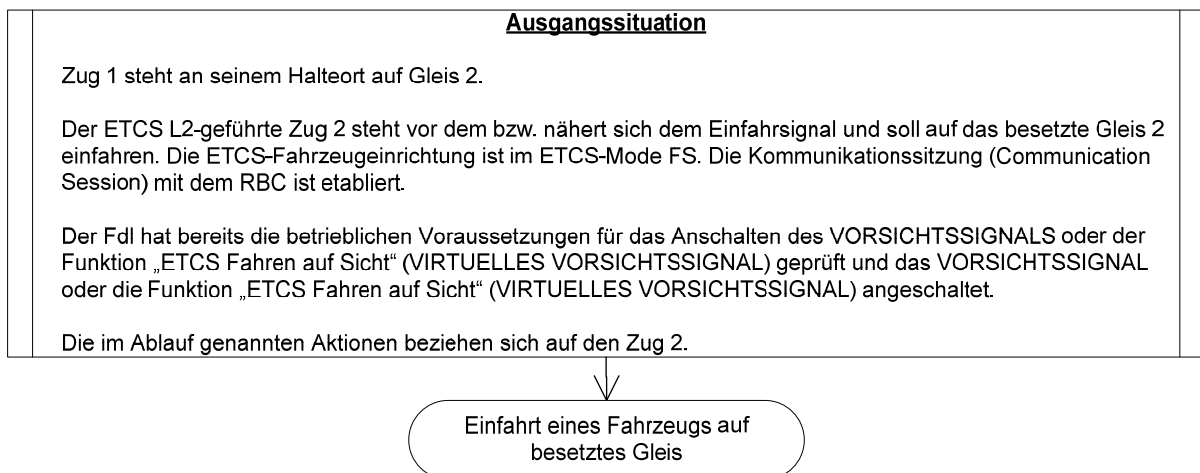 Ausgangssituation
Zug 1 steht an seinem Halteort auf Gleis 2.
Der ETCS L2-geführte Zug 2 steht vor dem bzw. nähert sich dem Einfahrsignal und soll auf das besetzte Gleis 2
einfahren. Die ETCS-Fahrzeugeinrichtung ist im ETCS-Mode FS. Die Kommunikationssitzung (Communication
Session) mit dem RBC ist etabliert.
Der Fdl hat bereits die betrieblichen Voraussetzungen für das Anschalten des VORSICHTSSIGNALS oder der
Funktion „ETCS Fahren auf Sicht“ (VIRTUELLES VORSICHTSSIGNAL) geprüft und das VORSICHTSSIGNAL
oder die Funktion „ETCS Fahren auf Sicht“ (VIRTUELLES VORSICHTSSIGNAL) angeschaltet.
Die im Ablauf genannten Aktionen beziehen sich auf den Zug 2.
Einfahrt eines Fahrzeugs auf
besetztes Gleis